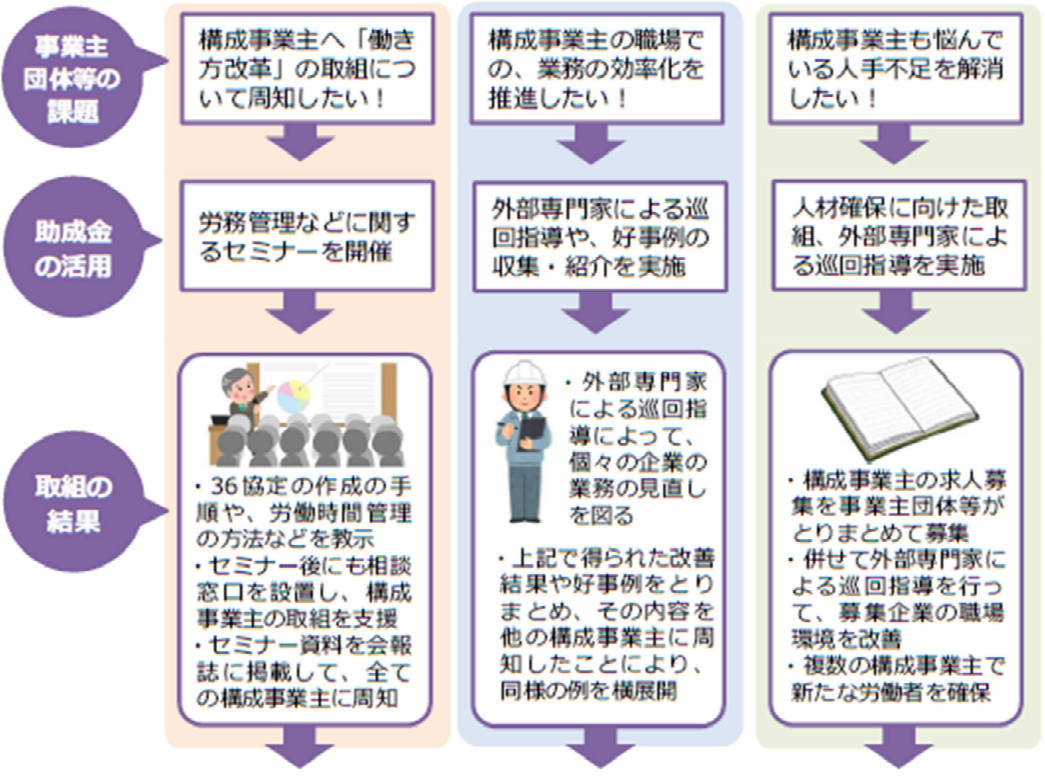 事業主
団体等の
課題
構成事業主へ「働き
方改革」の取組につ
いて周知したい！
構成事業主の職場で
の、業務の効率化を
推進したい！
構成事業主も悩んで
いる人手不足を解消
したい！
助成金
の活用
労務管理などに関す
るセミナーを開催
外部専門家による巡
回指導や、好事例の
収集・紹介を実施
人材確保に向けた取
組、外部専門家によ
る巡回指導を実施
取組の
結果
・36協定の作成の手
順や、労働時間管理
の方法などを教示
・セミナー後にも相談
窓口を設置し、構成
事業主の取組を支援
・セミナー資料を会報
誌に掲載して、全て
の構成事業主に周知
・外部専門家
による巡回指
導によって、
個々の企業の
業務の見直し
を図る
・上記で得られた改善
結果や好事例をとり
まとめ、その内容を
他の構成事業主に周
知したことにより、
同様の例を横展開
・構成事業主の求人募
集を事業主団体等が
とりまとめて募集
・併せて外部専門家に
よる巡回指導を行っ
て、募集企業の職場
環境を改善
・複数の構成事業主で
新たな労働者を確保